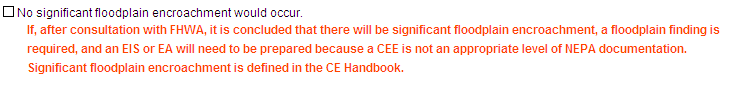 No significant floodplain encroachment would occur.
If, after consultation with FHWA, it is concluded that there will be significant floodplain encroachment, a floodplain finding is
required, and an EIS or EA will need to be prepared because a CEE is not an appropriate level of NEPA documentation.
Significant floodplain encroachment is defined in the CE Handbook.